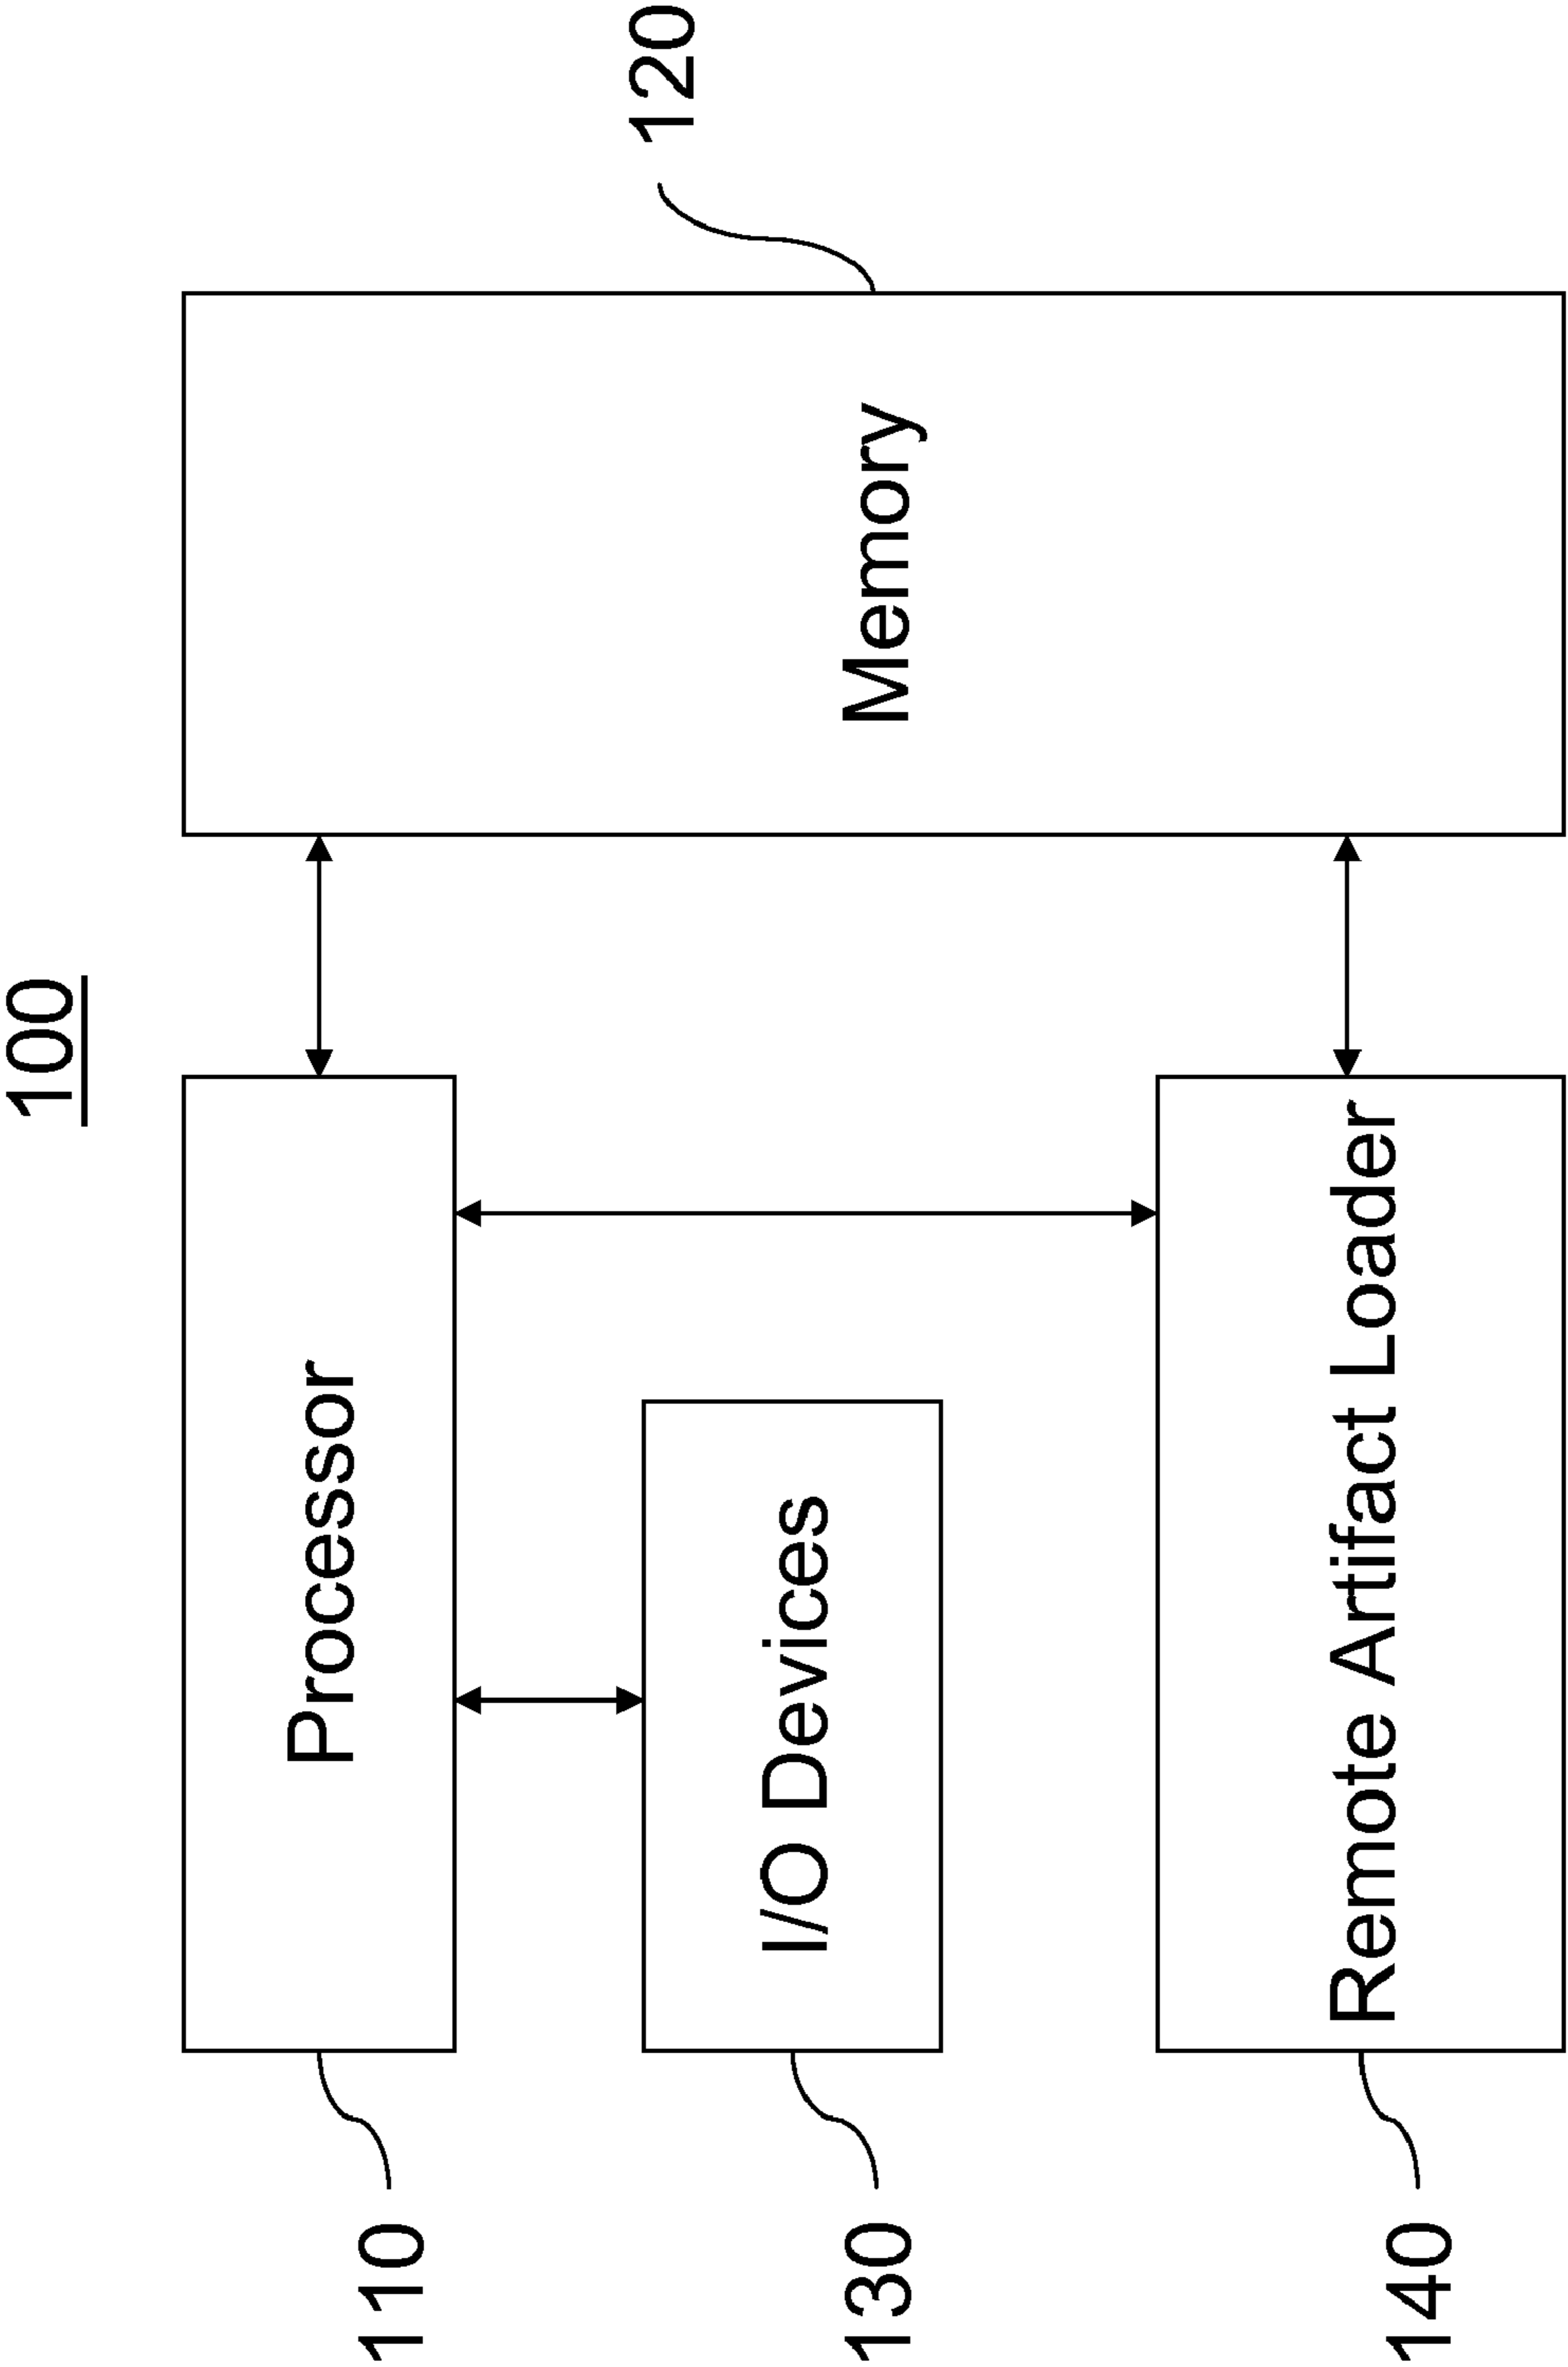 100
110
Processor
Memory
120
130
I/O Devices
140
Remote Artifact Loader